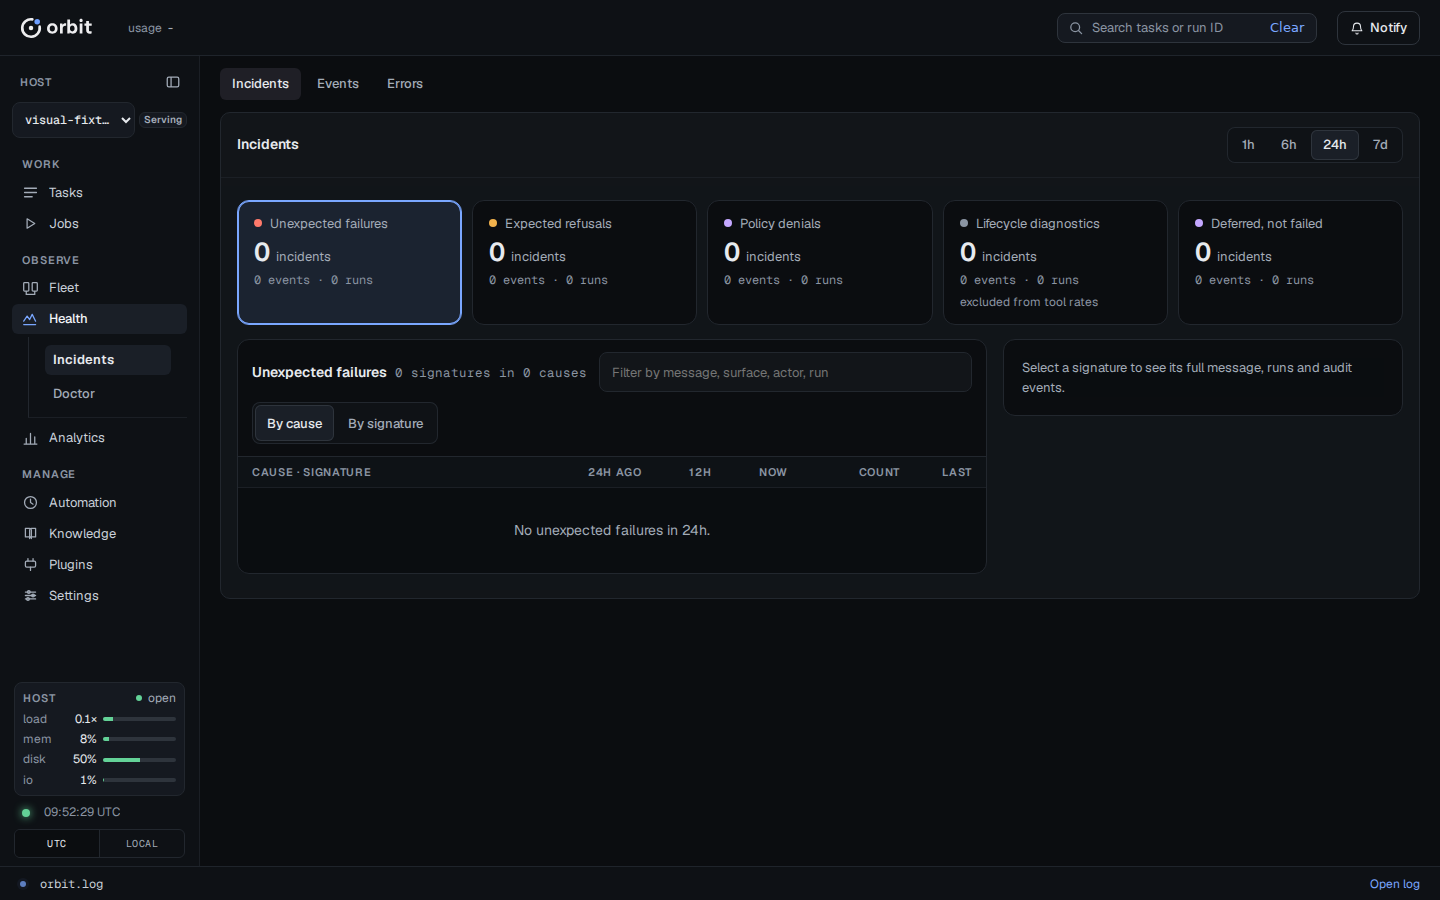 orbit
usage -
Search tasks or run ID
Clear
Notify
HOST
visual-fixt…
Serving
WORK
Tasks
Jobs
OBSERVE
Fleet
Health
Incidents
Doctor
Analytics
MANAGE
Automation
Knowledge
Plugins
Settings
HOST
open
load 0.1×
mem 8%
disk 50%
io 1%
09:52:29 UTC
UTC
LOCAL
Incidents
Events
Errors
Incidents
1h
6h
24h
7d
Unexpected failures
0 incidents
0 events · 0 runs
Expected refusals
0 incidents
0 events · 0 runs
Policy denials
0 incidents
0 events · 0 runs
Lifecycle diagnostics
0 incidents
0 events · 0 runs
excluded from tool rates
Deferred, not failed
0 incidents
0 events · 0 runs
Unexpected failures 0 signatures in 0 causes
Filter by message, surface, actor, run
By cause
By signature
CAUSE · SIGNATURE
24H AGO
12H
NOW
COUNT
LAST
No unexpected failures in 24h.
Select a signature to see its full message, runs and audit
events.
orbit.log
Open log